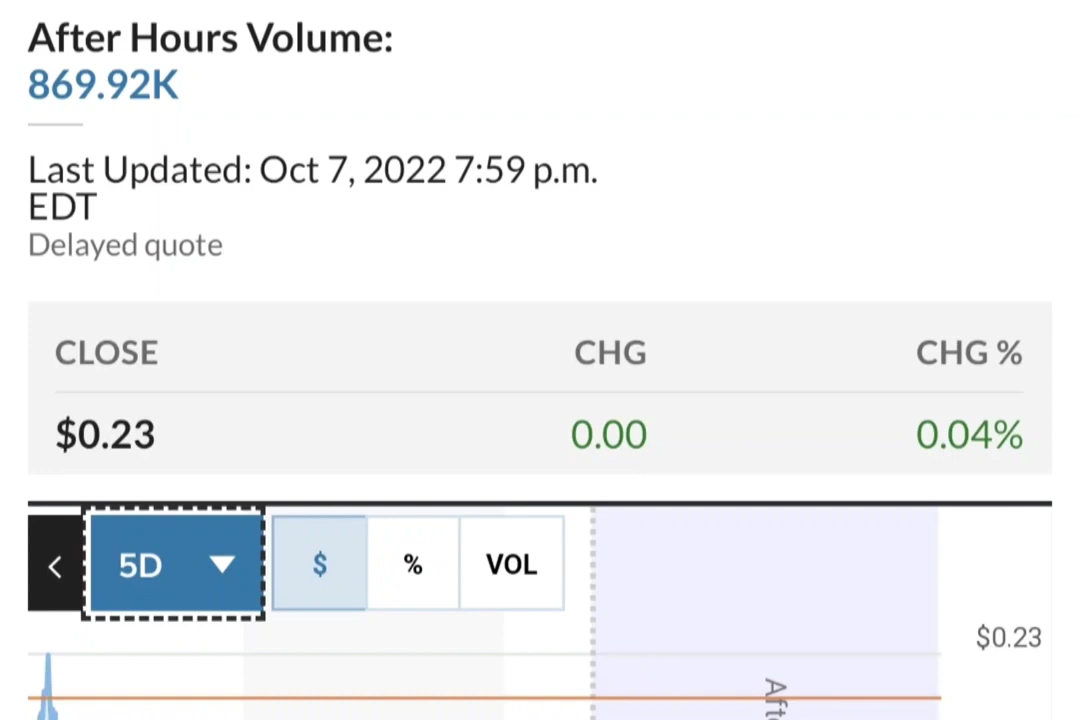 After Hours Volume:
869.92K
Last Updated: Oct 7, 2022 7:59 p.m.
EDT
Delayed quote
CLOSE CHG CHG %
$0.23 0.00 0.04%
5D $ % VOL
$0.23